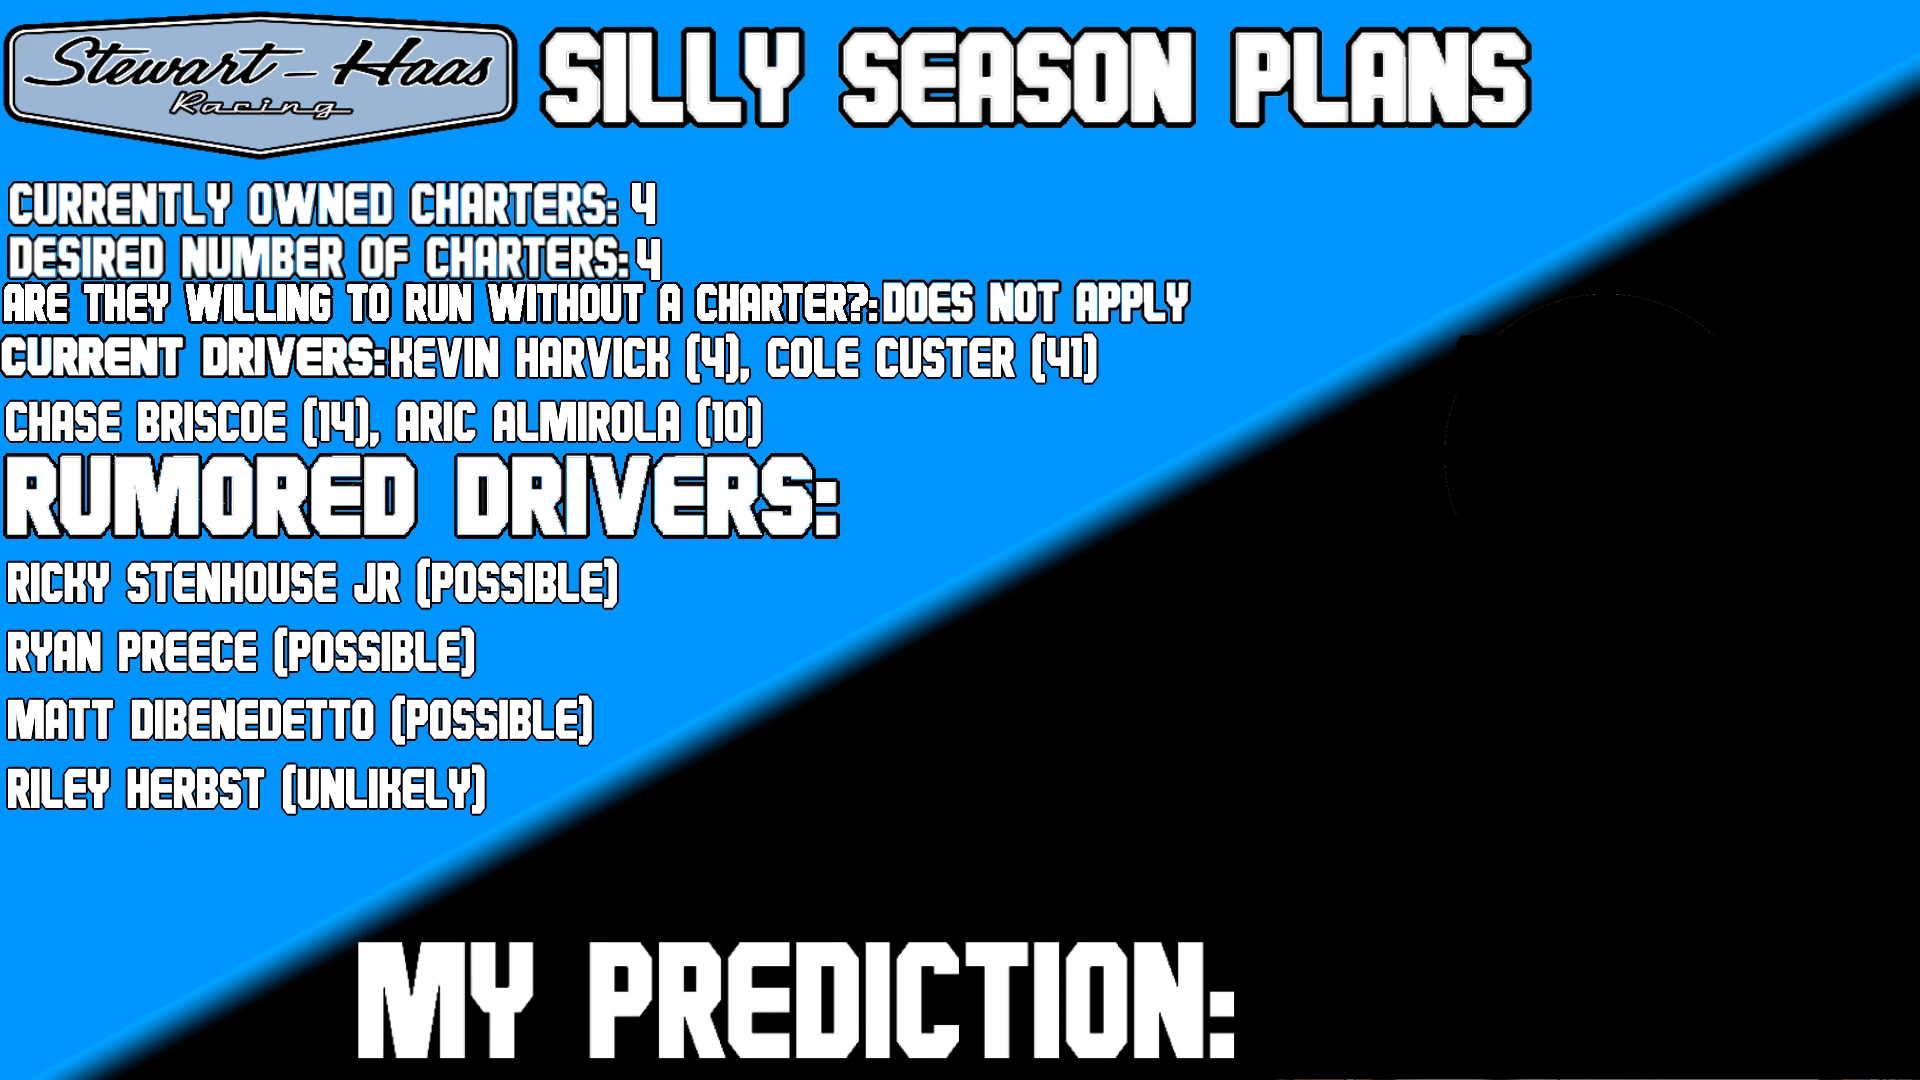 Stewart-Haas
Racing
SILLY SEASON PLANS
CURRENTLY OWNED CHARTERS: 4
DESIRED NUMBER OF CHARTERS: 4
ARE THEY WILLING TO RUN WITHOUT A CHARTER?: DOES NOT APPLY
CURRENT DRIVERS: KEVIN HARVICK (4), COLE CUSTER (41)
CHASE BRISCOE (14), ARIC ALMIROLA (10)
RUMORED DRIVERS:
RICKY STENHOUSE JR (POSSIBLE)
RYAN PREECE (POSSIBLE)
MATT DIBENEDETTO (POSSIBLE)
RILEY HERBST (UNLIKELY)
MY PREDICTION: